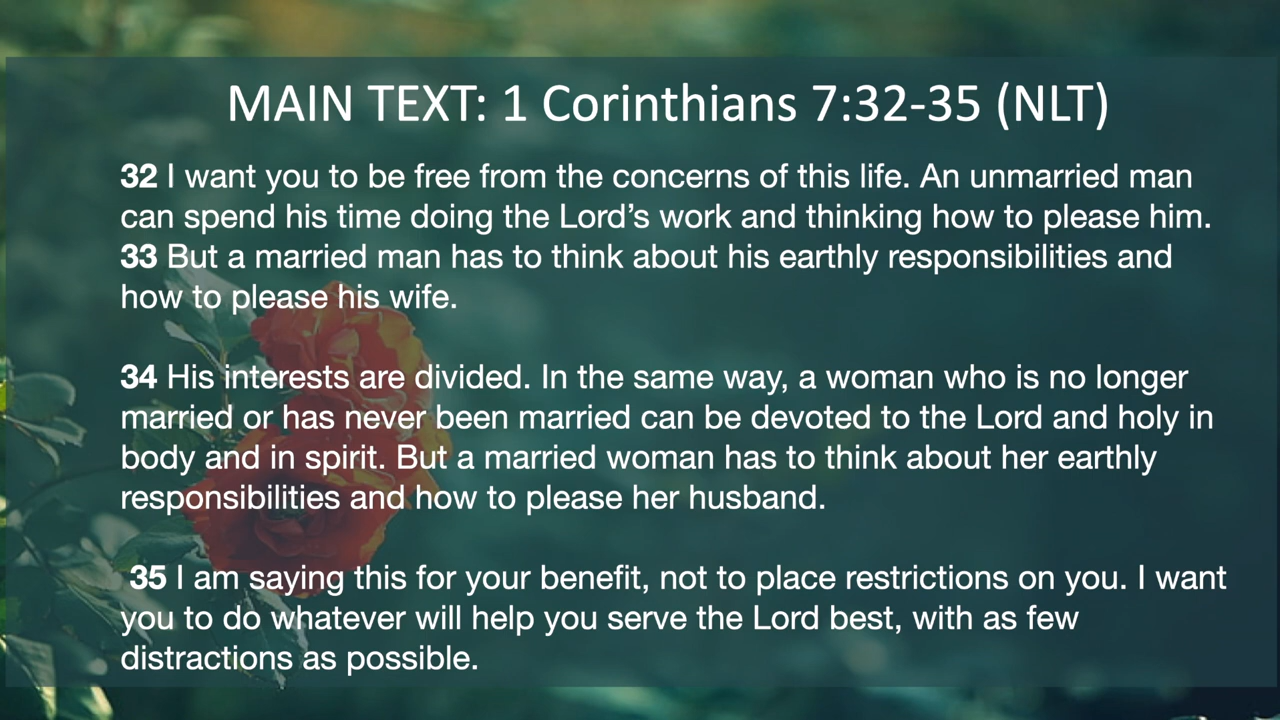 MAIN TEXT: 1 Corinthians 7:32-35 (NLT)
32 I want you to be free from the concerns of this life. An unmarried man
can spend his time doing the Lord’s work and thinking how to please him.
33 But a married man has to think about his earthly responsibilities and
how to please his wife.
34 His interests are divided. In the same way, a woman who is no longer
married or has never been married can be devoted to the Lord and holy in
body and in spirit. But a married woman has to think about her earthly
responsibilities and how to please her husband.
35 I am saying this for your benefit, not to place restrictions on you. I want
you to do whatever will help you serve the Lord best, with as few
distractions as possible.